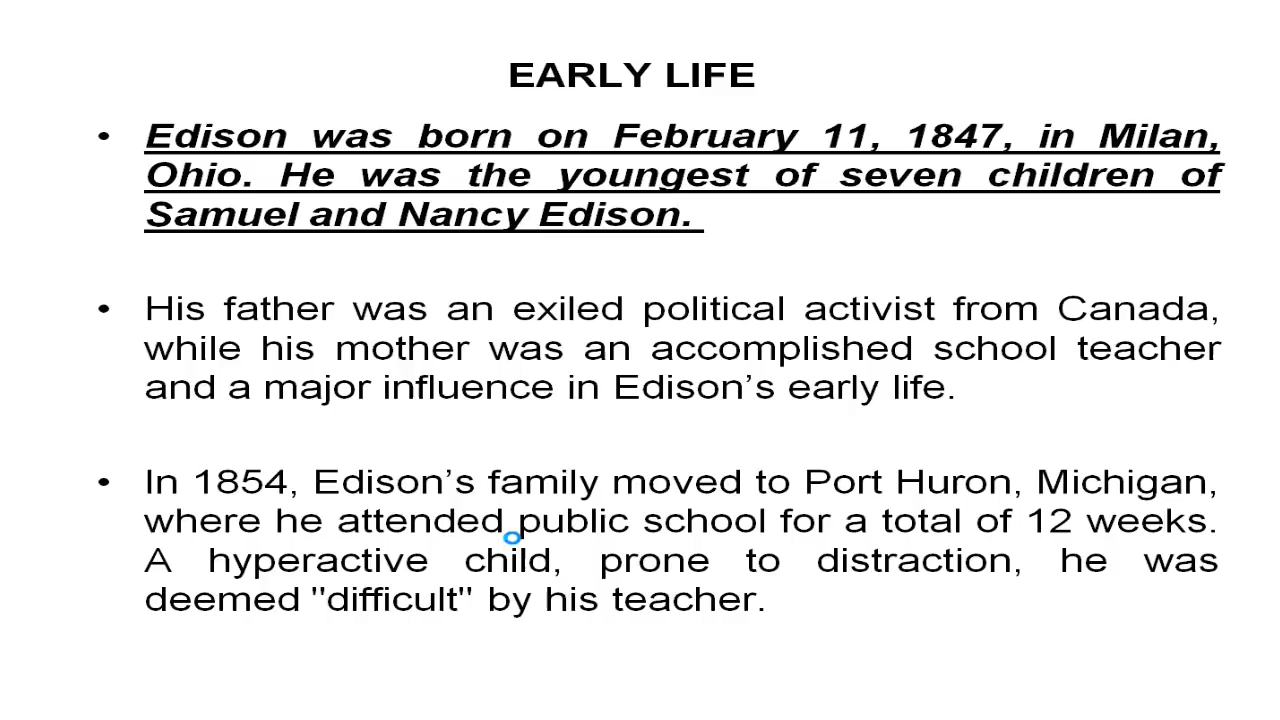 EARLY LIFE
• Edison was born on February 11, 1847, in Milan,
Ohio. He was the youngest of seven children of
Samuel and Nancy Edison.
• His father was an exiled political activist from Canada,
while his mother was an accomplished school teacher
and a major influence in Edison’s early life.
• In 1854, Edison’s family moved to Port Huron, Michigan,
where he attended public school for a total of 12 weeks.
A hyperactive child, prone to distraction, he was
deemed "difficult" by his teacher.